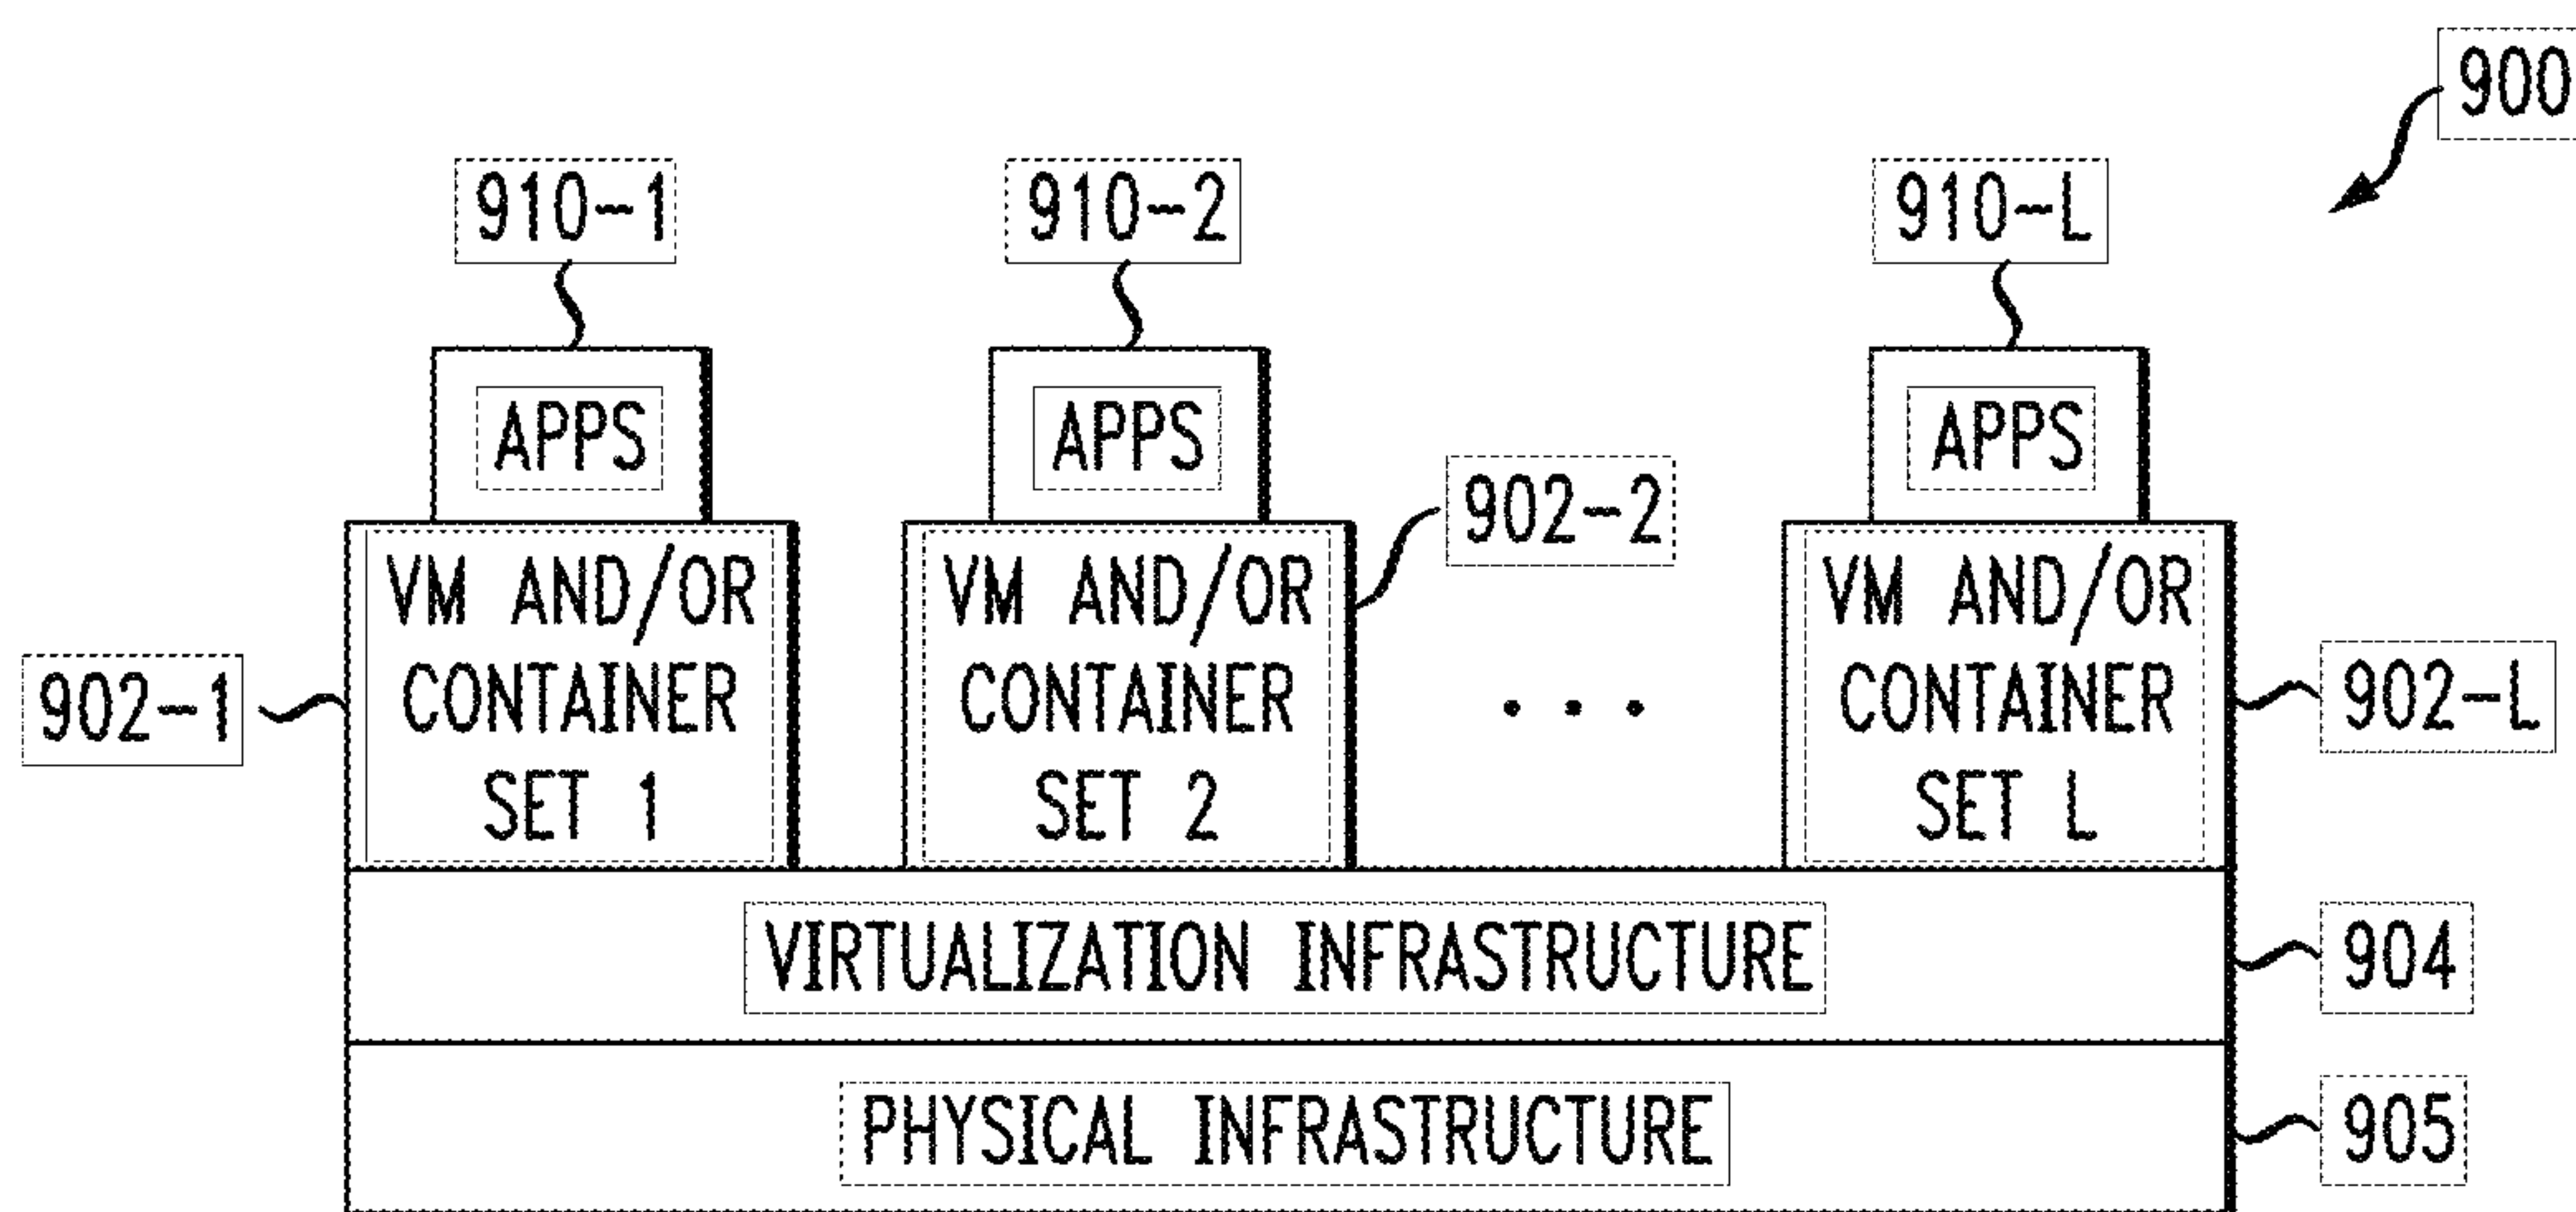 900
910-1 910-2 910-L
APPS APPS APPS
902-2
VM AND/OR VM AND/OR VM AND/OR
902-1 CONTAINER CONTAINER . . . CONTAINER 902-L
SET 1 SET 2 SET L
VIRTUALIZATION INFRASTRUCTURE 904
PHYSICAL INFRASTRUCTURE 905